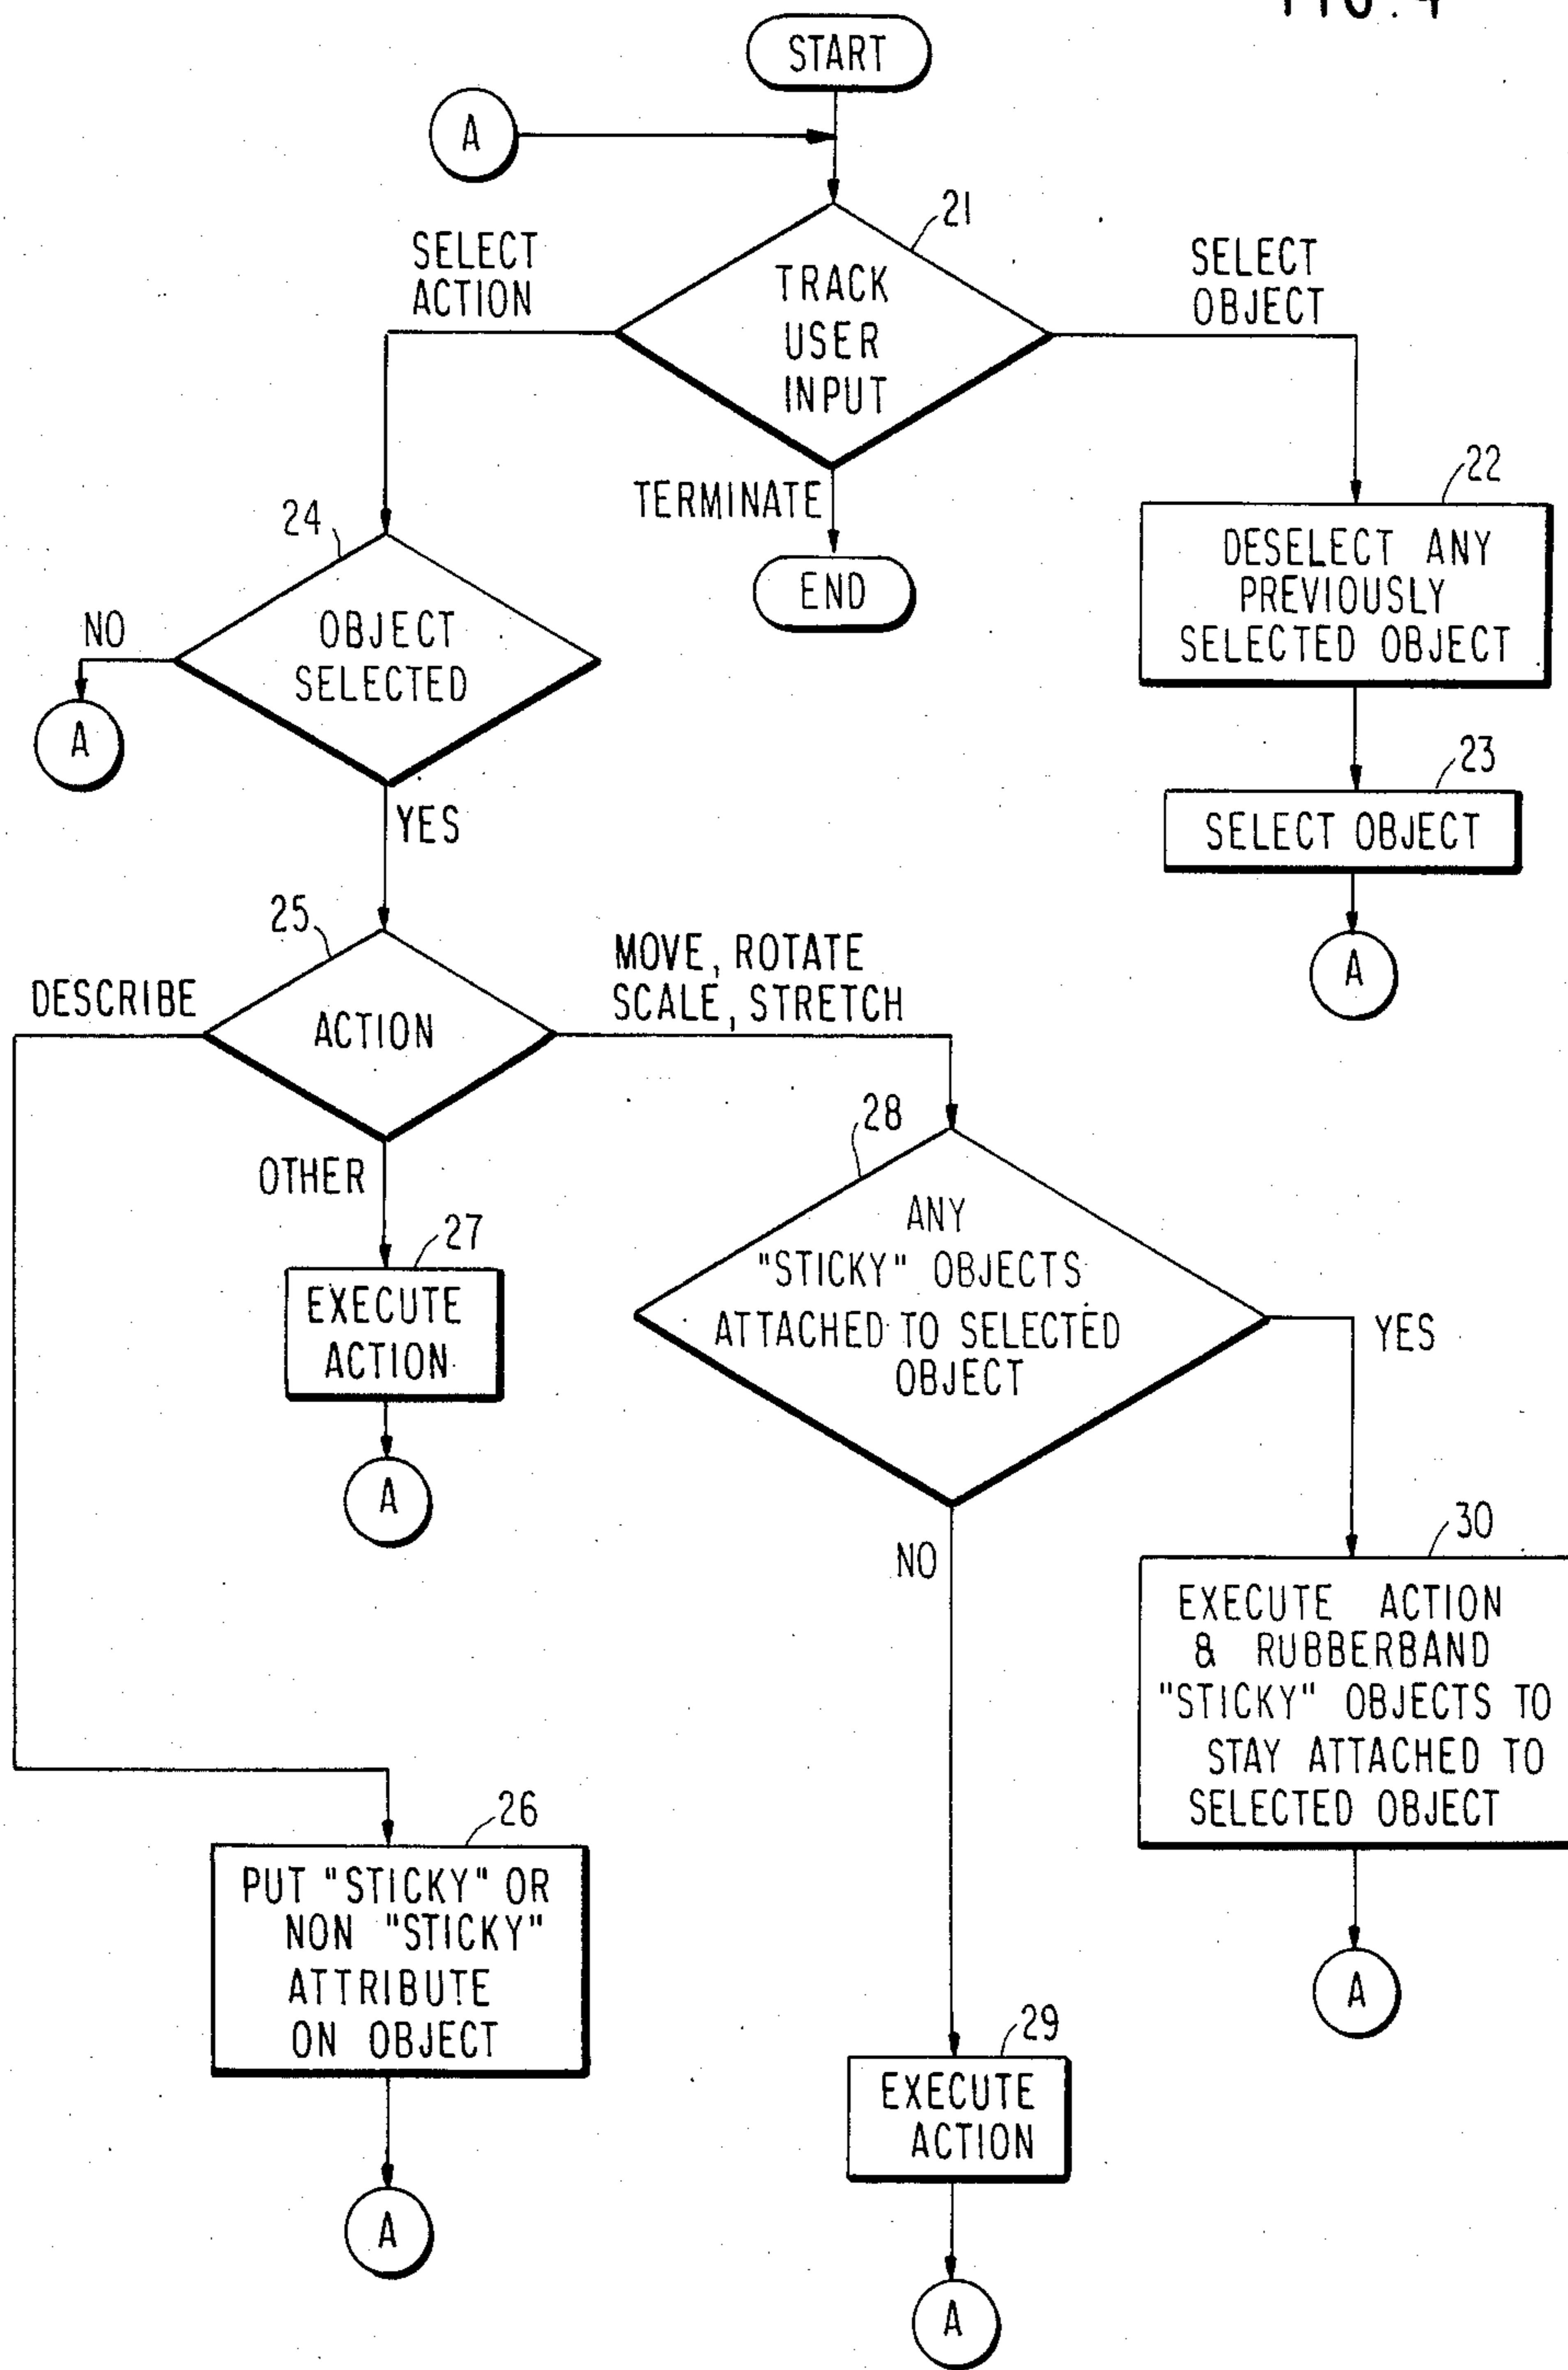 FIG. 4
START
A
21
SELECT
ACTION
TRACK
USER
INPUT
SELECT
OBJECT
TERMINATE
END
22
DESELECT ANY
PREVIOUSLY
SELECTED OBJECT
23
SELECT OBJECT
A
24
OBJECT
SELECTED
NO
A
YES
25
ACTION
DESCRIBE
MOVE, ROTATE
SCALE, STRETCH
OTHER
27
EXECUTE
ACTION
A
28
ANY
"STICKY" OBJECTS
ATTACHED TO SELECTED
OBJECT
YES
NO
30
EXECUTE ACTION
& RUBBERBAND
"STICKY" OBJECTS TO
STAY ATTACHED TO
SELECTED OBJECT
A
26
PUT "STICKY" OR
NON "STICKY"
ATTRIBUTE
ON OBJECT
A
29
EXECUTE
ACTION
A